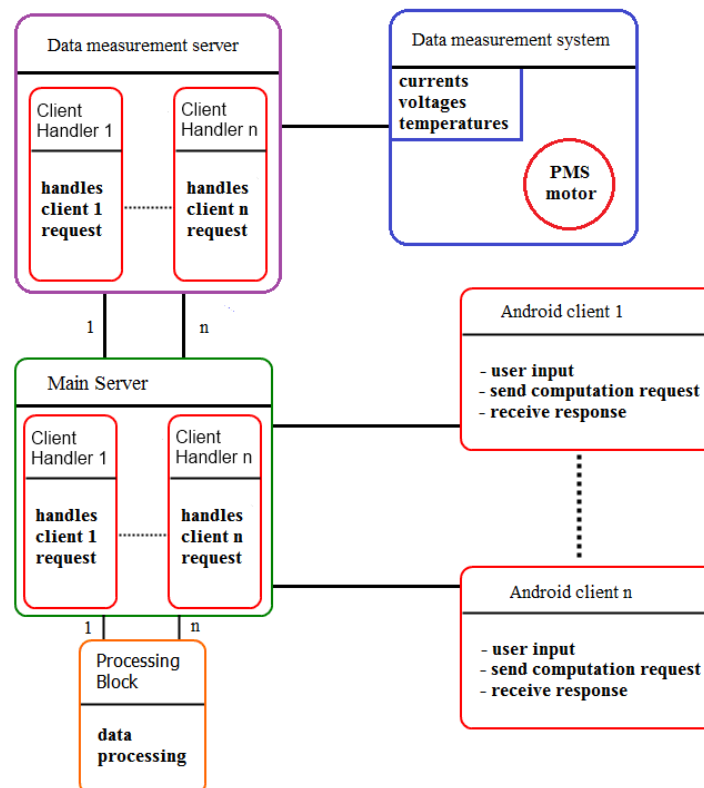 Data measurement server
Client
Handler 1
handles
client 1
request
Client
Handler n
handles
client n
request
Data measurement system
currents
voltages
temperatures
PMS
motor
1
n
Main Server
Client
Handler 1
handles
client 1
request
Client
Handler n
handles
client n
request
Android client 1
- user input
- send computation request
- receive response
Android client n
- user input
- send computation request
- receive response
1
n
Processing
Block
data
processing